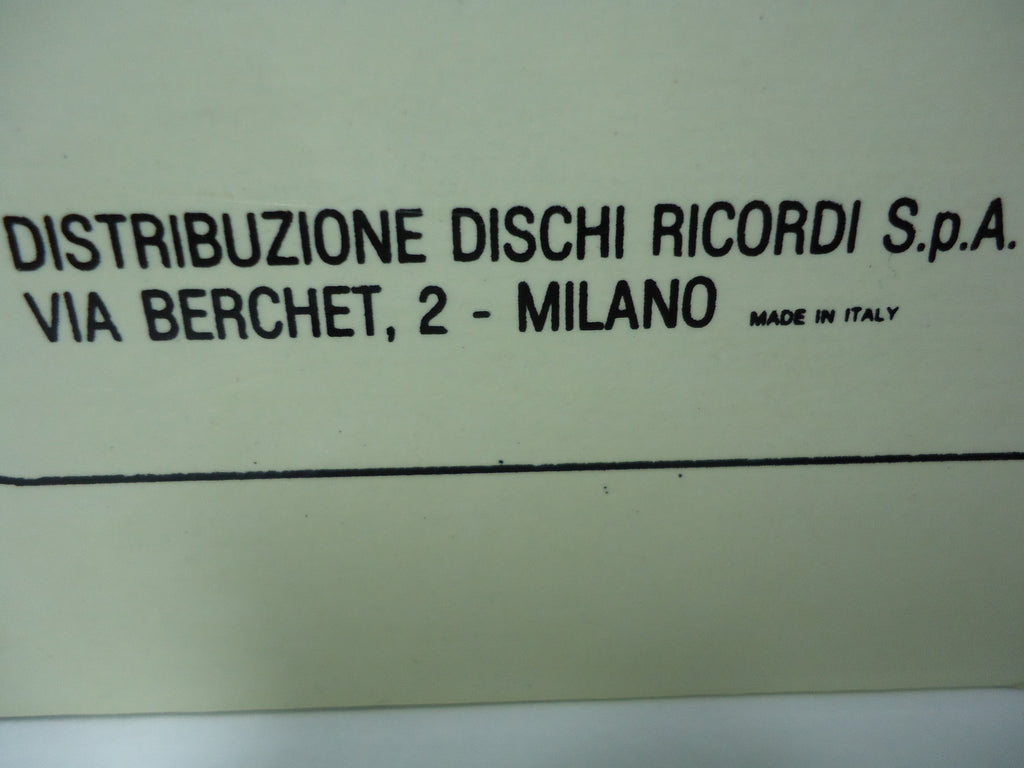 DISTRIBUZIONE DISCHI RICORDI S.p.A.
VIA BERCHET, 2 - MILANO MADE IN ITALY